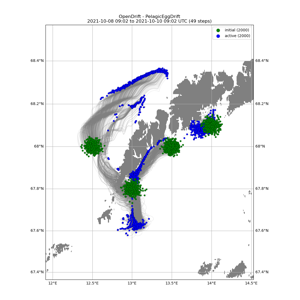 OpenDrift - PelagicEggDrift
2021-10-08 09:02 to 2021-10-10 09:02 UTC (49 steps)
initial (2000)
active (2000)
68.4°N 68.4°N
68.2°N 68.2°N
68°N 68°N
67.8°N 67.8°N
67.6°N 67.6°N
67.4°N 67.4°N
12°E 12.5°E 13°E 13.5°E 14°E 14.5°E